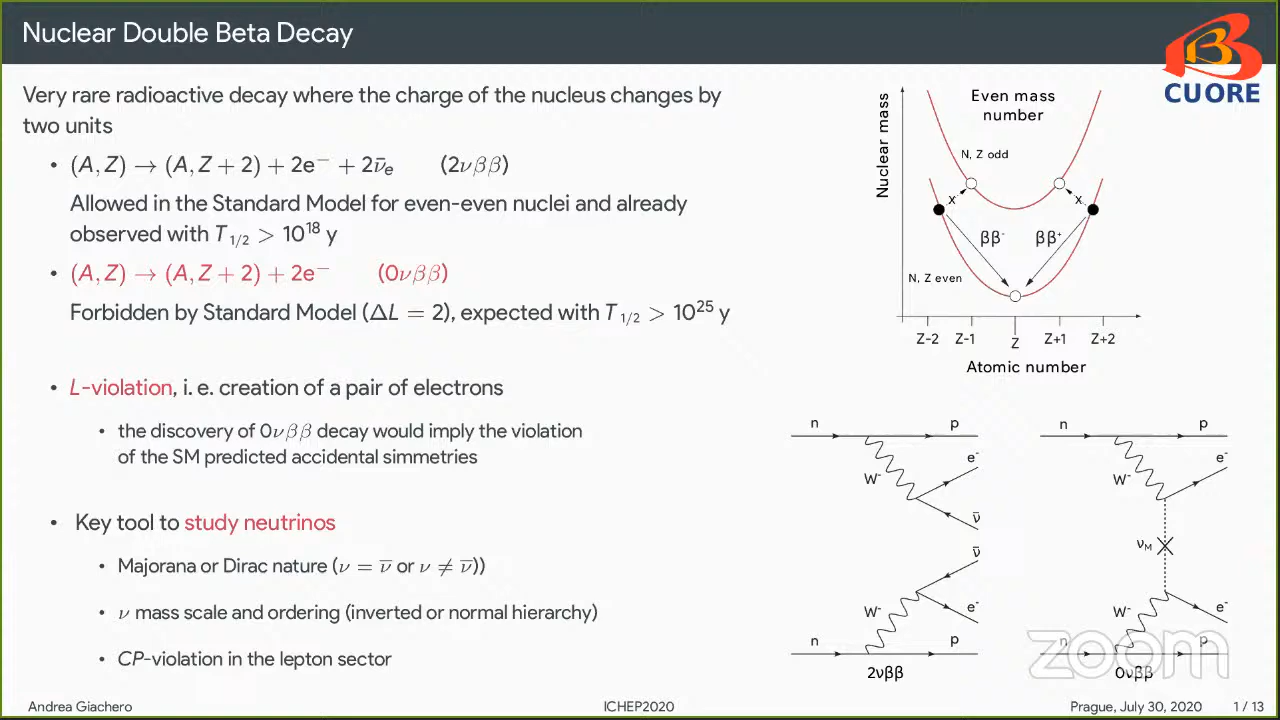 Nuclear Double Beta Decay
CUORE
Very rare radioactive decay where the charge of the nucleus changes by
two units
• (A, Z) → (A, Z + 2) + 2e⁻ + 2ν̄ₑ (2νββ)
Allowed in the Standard Model for even-even nuclei and already
observed with T₁/₂ > 10¹⁸ y
• (A, Z) → (A, Z + 2) + 2e⁻ (0νββ)
Forbidden by Standard Model (ΔL = 2), expected with T₁/₂ > 10²⁵ y
• L-violation, i. e. creation of a pair of electrons
• the discovery of 0νββ decay would imply the violation
of the SM predicted accidental simmetries
• Key tool to study neutrinos
• Majorana or Dirac nature (ν = ν̄ or ν ≠ ν̄))
• ν mass scale and ordering (inverted or normal hierarchy)
• CP-violation in the lepton sector
Nuclear mass
Even mass
number
N, Z odd
x x
ββ⁻ ββ⁺
N, Z even
Z-2 Z-1 Z Z+1 Z+2
Atomic number
n p
e⁻
W⁻
ν̄
ν̄
W⁻
e⁻
n p
2νββ
n p
e⁻
W⁻
νM
W⁻
e⁻
n p
0νββ
zoom
Andrea Giachero
ICHEP2020
Prague, July 30, 2020 1 / 13